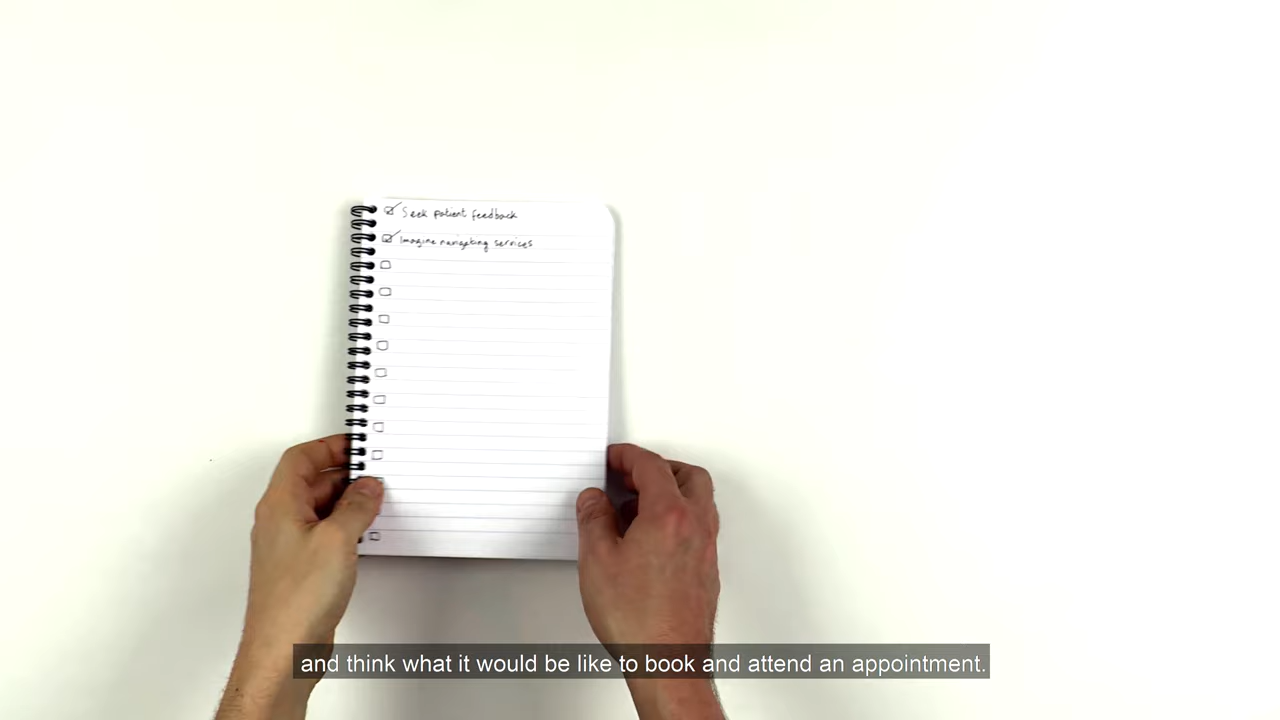 Seek patient feedback
Imagine navigating services
and think what it would be like to book and attend an appointment.